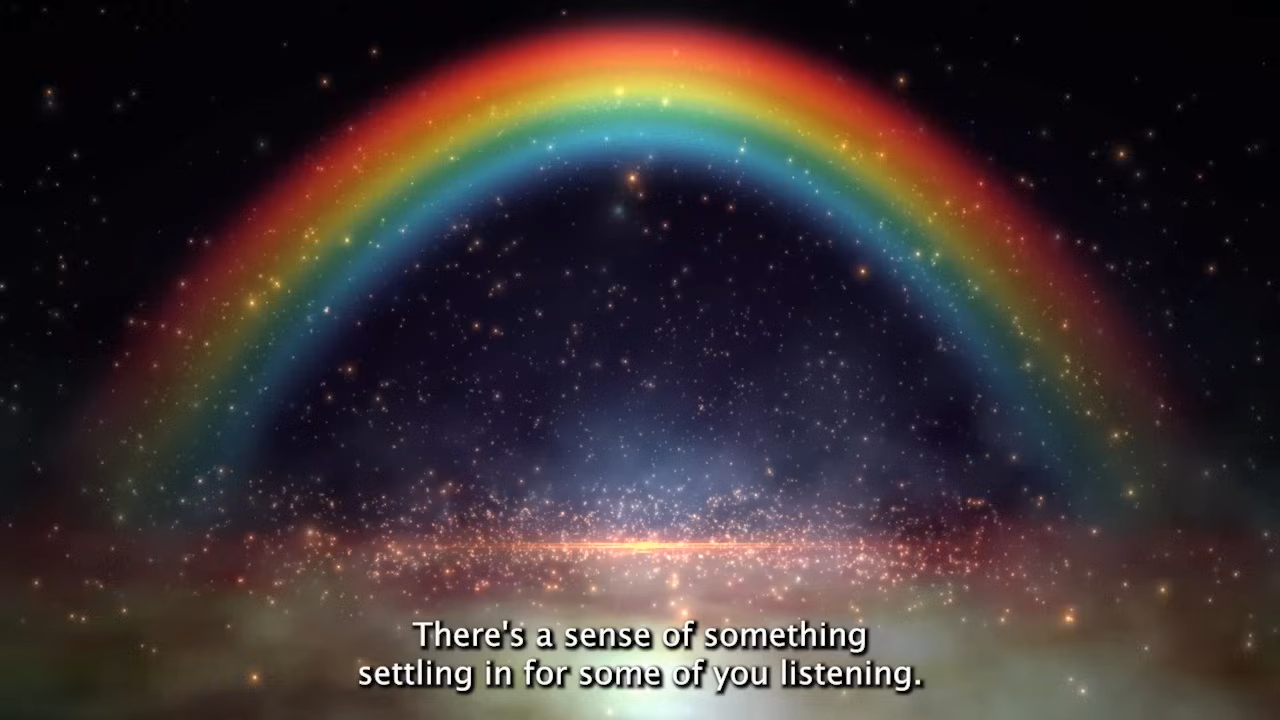 There's a sense of something
settling in for some of you listening.